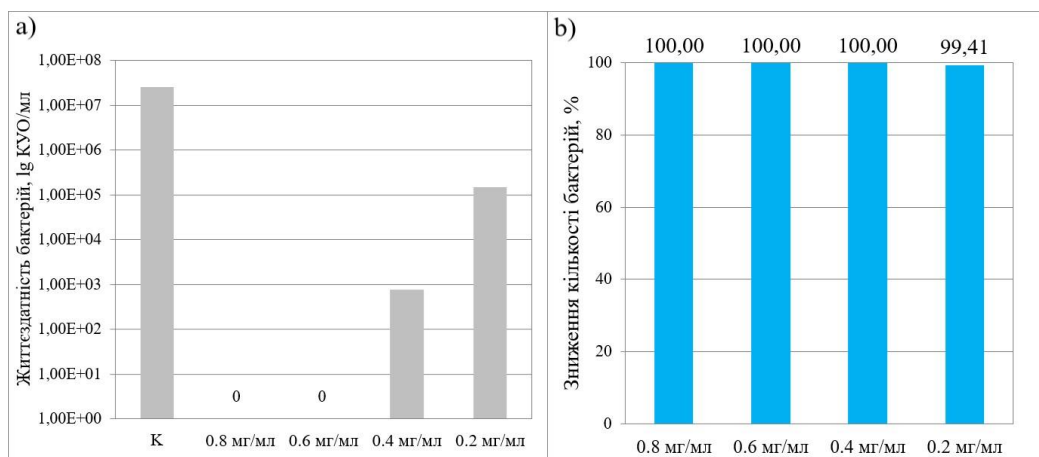 a)
Життєздатність бактерій, lg КУО/мл
1,00E+08
1,00E+07
1,00E+06
1,00E+05
1,00E+04
1,00E+03
1,00E+02
1,00E+01
1,00E+00
0
0
K
0.8 мг/мл
0.6 мг/мл
0.4 мг/мл
0.2 мг/мл
b)
Зниження кількості бактерій, %
100,00
100,00
100,00
99,41
100
80
60
40
20
0
0.8 мг/мл
0.6 мг/мл
0.4 мг/мл
0.2 мг/мл